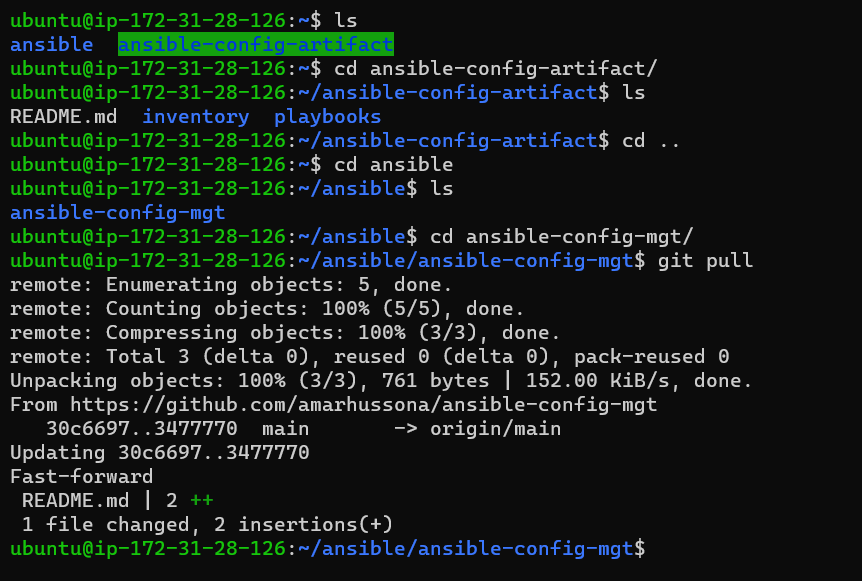 ubuntu@ip-172-31-28-126:~$ ls
ansible  ansible-config-artifact
ubuntu@ip-172-31-28-126:~$ cd ansible-config-artifact/
ubuntu@ip-172-31-28-126:~/ansible-config-artifact$ ls
README.md  inventory  playbooks
ubuntu@ip-172-31-28-126:~/ansible-config-artifact$ cd ..
ubuntu@ip-172-31-28-126:~$ cd ansible
ubuntu@ip-172-31-28-126:~/ansible$ ls
ansible-config-mgt
ubuntu@ip-172-31-28-126:~/ansible$ cd ansible-config-mgt/
ubuntu@ip-172-31-28-126:~/ansible/ansible-config-mgt$ git pull
remote: Enumerating objects: 5, done.
remote: Counting objects: 100% (5/5), done.
remote: Compressing objects: 100% (3/3), done.
remote: Total 3 (delta 0), reused 0 (delta 0), pack-reused 0
Unpacking objects: 100% (3/3), 761 bytes | 152.00 KiB/s, done.
From https://github.com/amarhussona/ansible-config-mgt
   30c6697..3477770  main       -> origin/main
Updating 30c6697..3477770
Fast-forward
 README.md | 2 ++
 1 file changed, 2 insertions(+)
ubuntu@ip-172-31-28-126:~/ansible/ansible-config-mgt$